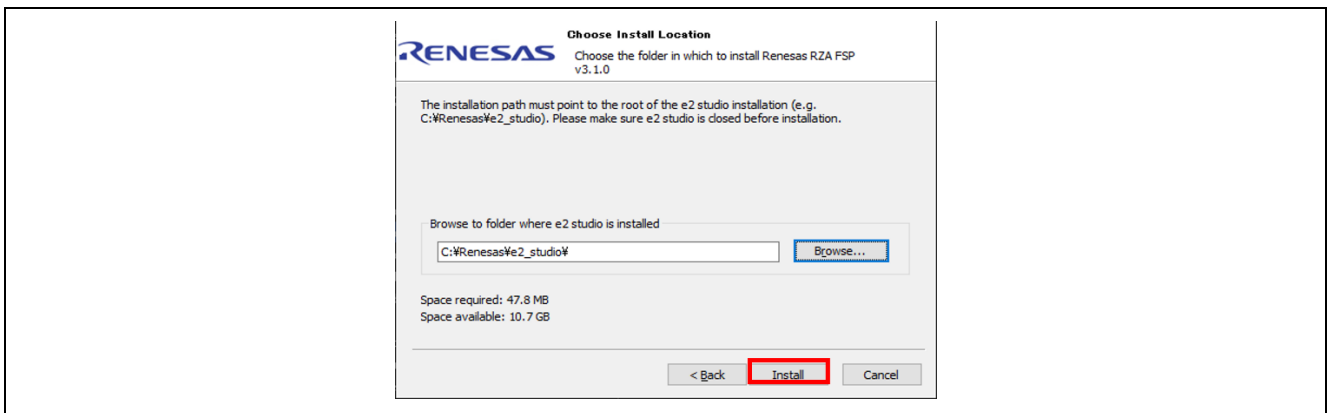 Choose Install Location
RENESAS
Choose the folder in which to install Renesas RZA FSP
v3.1.0
The installation path must point to the root of the e2 studio installation (e.g.
C:¥Renesas¥e2_studio). Please make sure e2 studio is closed before installation.
Browse to folder where e2 studio is installed
C:¥Renesas¥e2_studio¥
Browse...
Space required: 47.8 MB
Space available: 10.7 GB
< Back Install Cancel